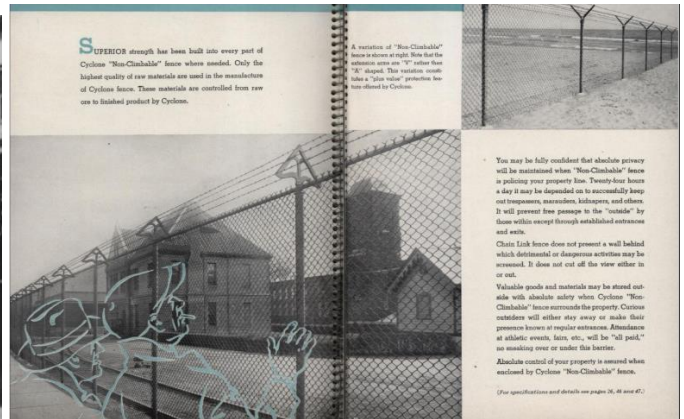 SUPERIOR strength has been built into every part of
Cyclone "Non-Climbable" fence where needed. Only the
highest quality of raw materials are used in the manufacture
of Cyclone fence. These materials are controlled from raw
ore to finished product by Cyclone.
A variation of "Non-Climbable"
fence is shown at right. Note that the
extension arms are "V" rather than
"A" shaped. This variation consti-
tutes a "plus value" protection fea-
ture offered by Cyclone.
You may be fully confident that absolute privacy
will be maintained when "Non-Climbable" fence
is policing your property line. Twenty-four hours
a day it may be depended on to successfully keep
out trespassers, marauders, kidnapers, and others.
It will prevent free passage to the "outside" by
those within except through established entrances
and exits.
Chain Link fence does not present a wall behind
which detrimental or dangerous activities may be
screened. It does not cut off the view either in
or out.
Valuable goods and materials may be stored out-
side with absolute safety when Cyclone "Non-
Climbable" fence surrounds the property. Curious
outsiders will either stay away or make their
presence known at regular entrances. Attendance
at athletic events, fairs, etc., will be "all paid,"
no sneaking over or under this barrier.
Absolute control of your property is assured when
enclosed by Cyclone "Non-Climbable" fence.
(For specifications and details see pages 36, 46 and 47.)